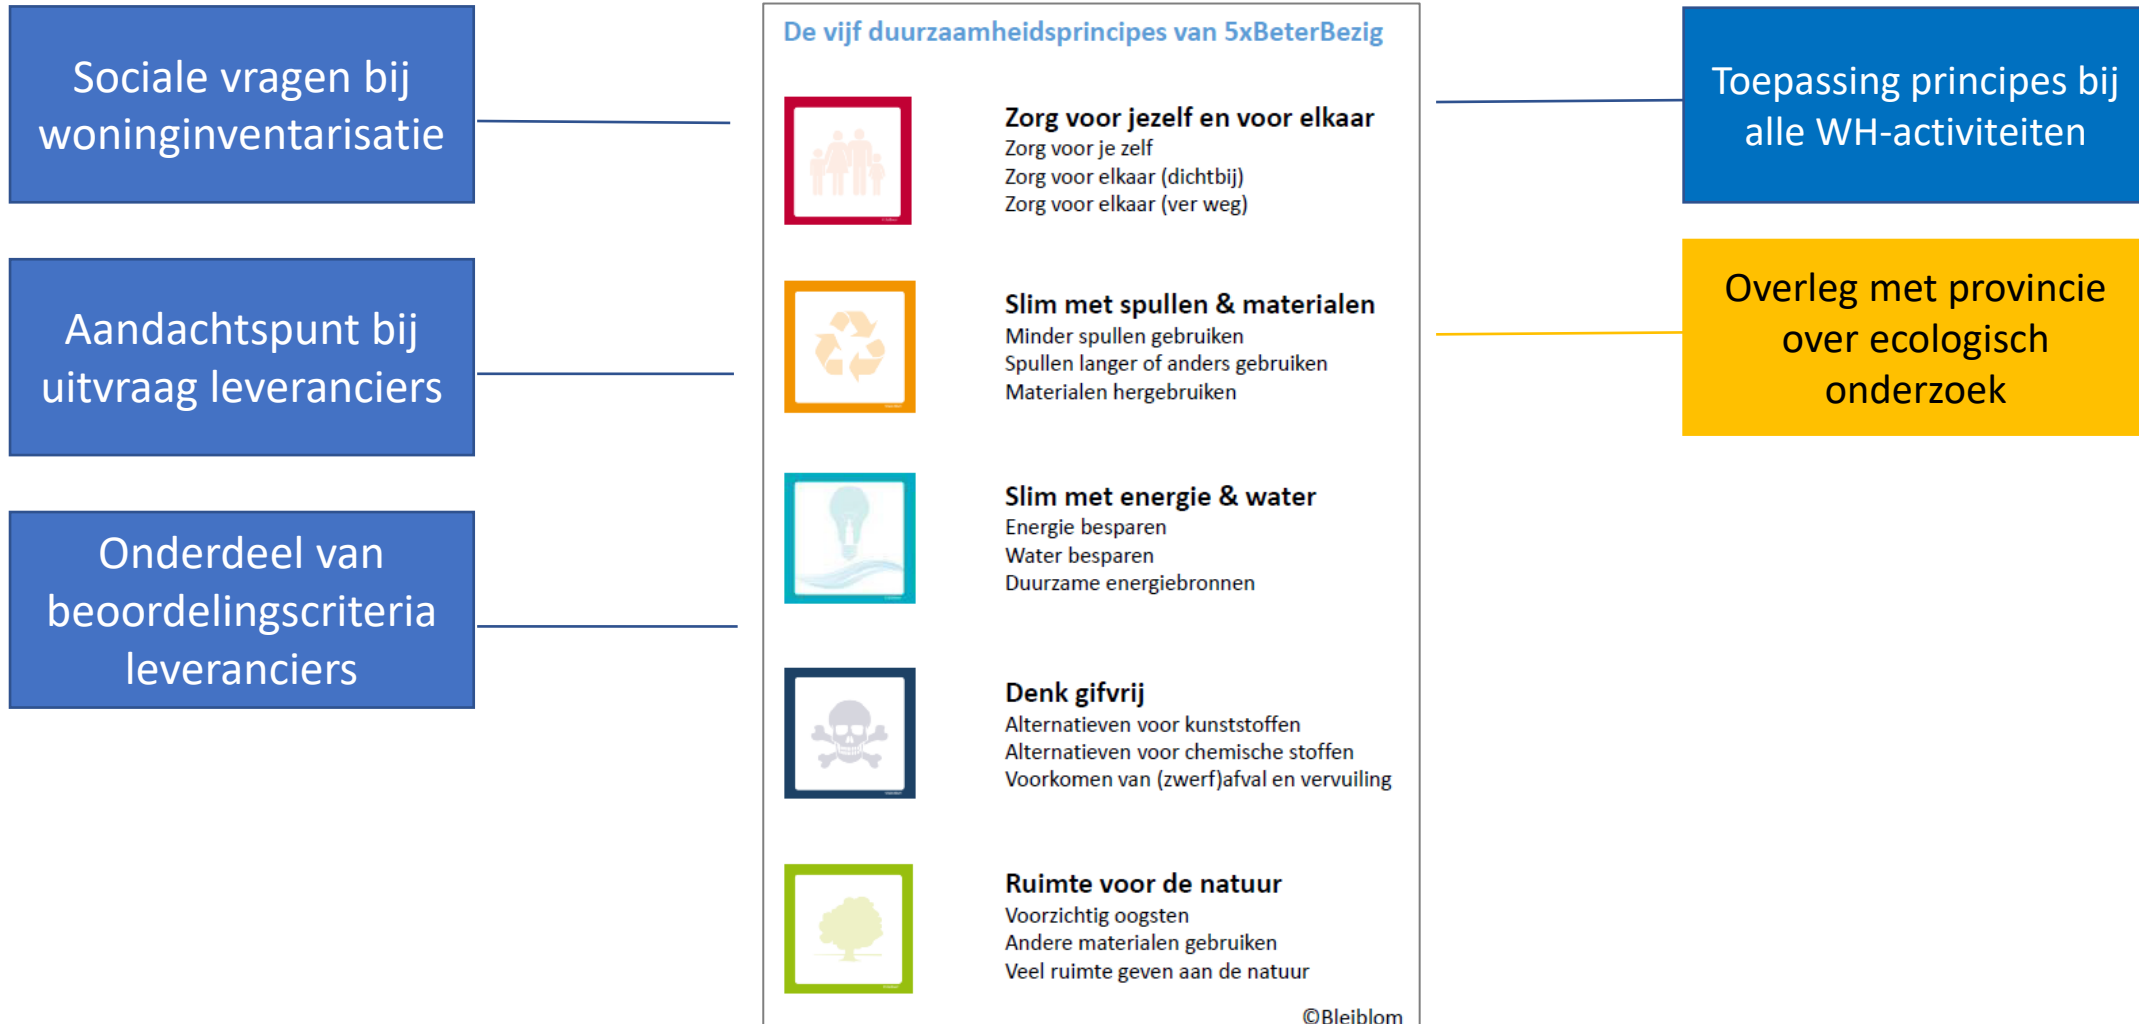 Sociale vragen bij
woninginventarisatie
Aandachtspunt bij
uitvraag leveranciers
Onderdeel van
beoordelingscriteria
leveranciers
De vijf duurzaamheidsprincipes van 5xBeterBezig
Zorg voor jezelf en voor elkaar
Zorg voor je zelf
Zorg voor elkaar (dichtbij)
Zorg voor elkaar (ver weg)
Slim met spullen & materialen
Minder spullen gebruiken
Spullen langer of anders gebruiken
Materialen hergebruiken
Slim met energie & water
Energie besparen
Water besparen
Duurzame energiebronnen
Denk gifvrij
Alternatieven voor kunststoffen
Alternatieven voor chemische stoffen
Voorkomen van (zwerf)afval en vervuiling
Ruimte voor de natuur
Voorzichtig oogsten
Andere materialen gebruiken
Veel ruimte geven aan de natuur
©Bleiblom
Toepassing principes bij
alle WH-activiteiten
Overleg met provincie
over ecologisch
onderzoek